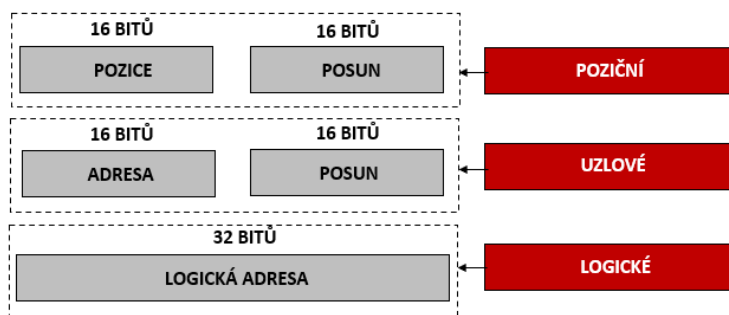 16 BITŮ 16 BITŮ
POZICE POSUN POZIČNÍ
16 BITŮ 16 BITŮ
ADRESA POSUN UZLOVÉ
32 BITŮ
LOGICKÁ ADRESA LOGICKÉ